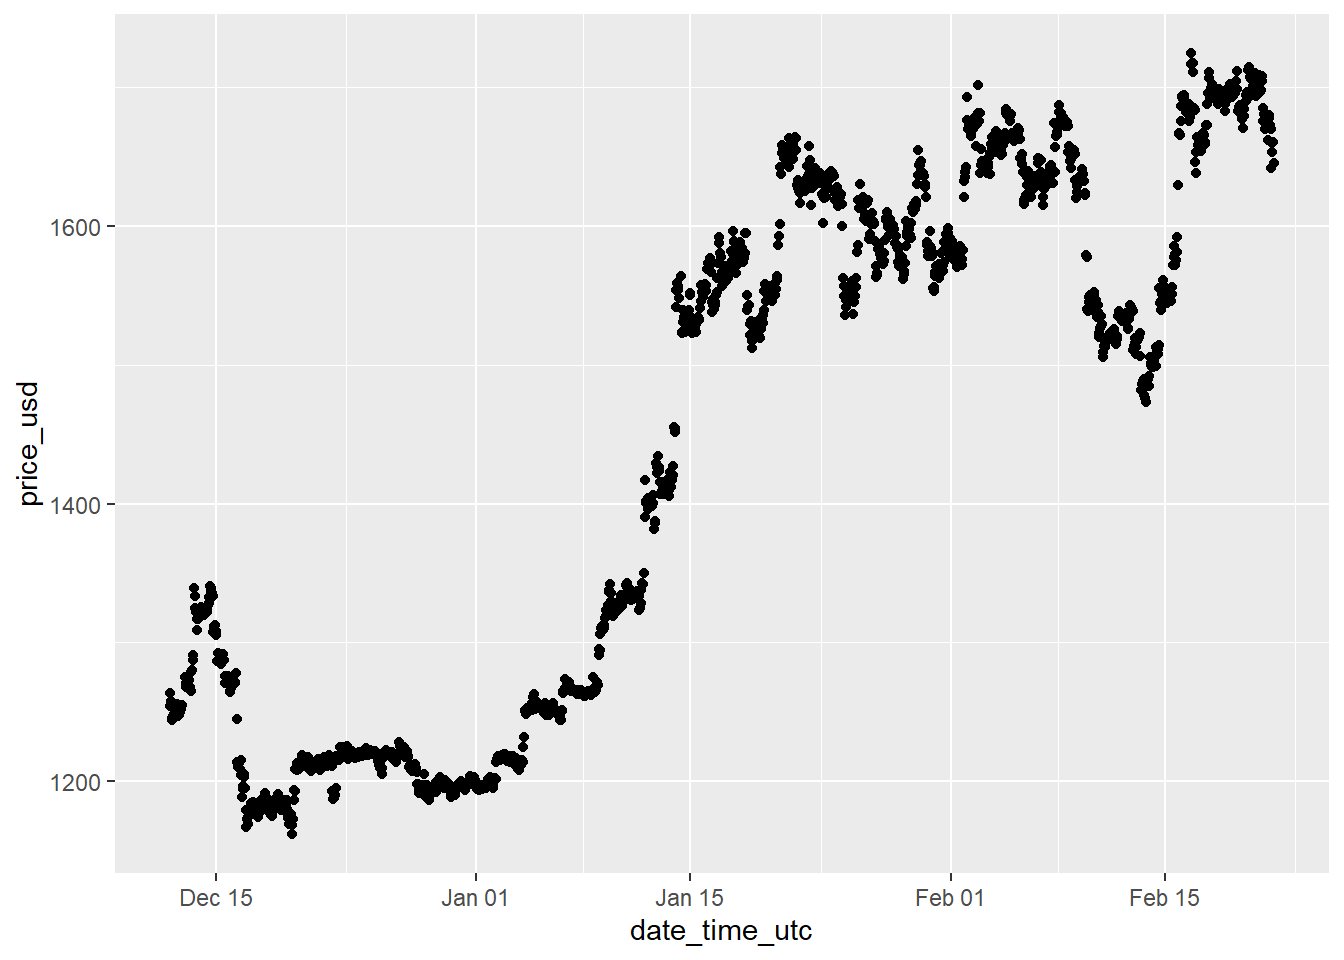 price_usd
1600
1400
1200
Dec 15
Jan 01
Jan 15
Feb 01
Feb 15
date_time_utc